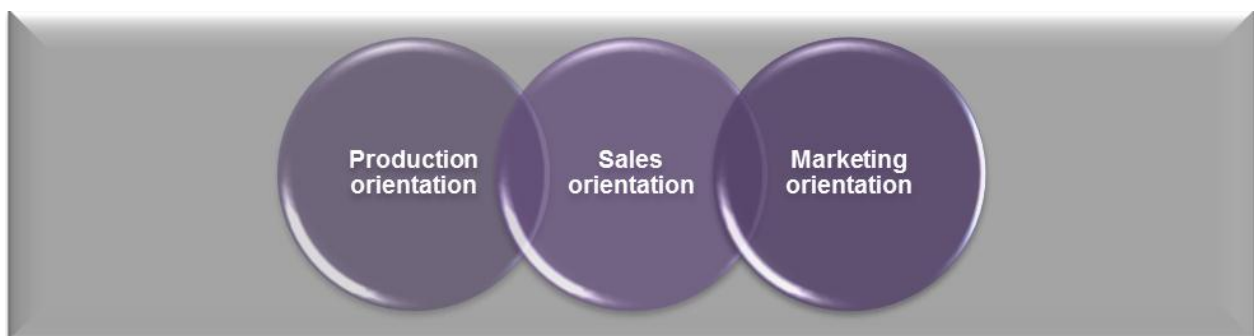 Production
orientation
Sales
orientation
Marketing
orientation